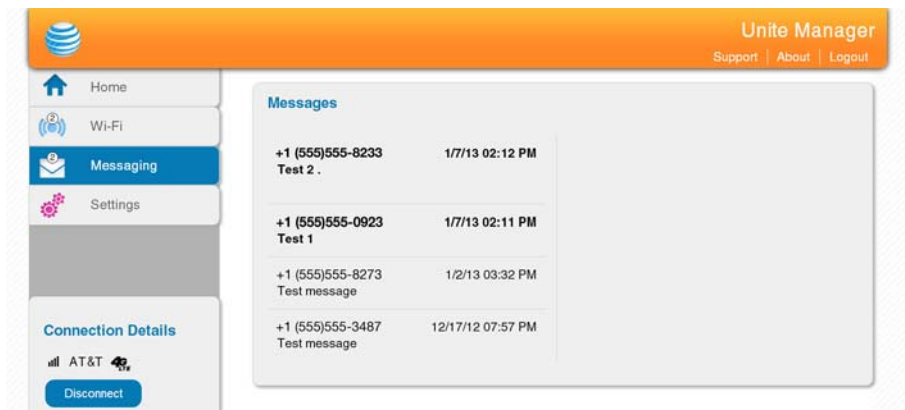 Unite Manager
Support | About | Logout
Home
2
Wi-Fi
2
Messaging
Settings
Connection Details
AT&T 4G LTE
Disconnect
Messages
+1 (555)555-8233 1/7/13 02:12 PM
Test 2 .
+1 (555)555-0923 1/7/13 02:11 PM
Test 1
+1 (555)555-8273 1/2/13 03:32 PM
Test message
+1 (555)555-3487 12/17/12 07:57 PM
Test message